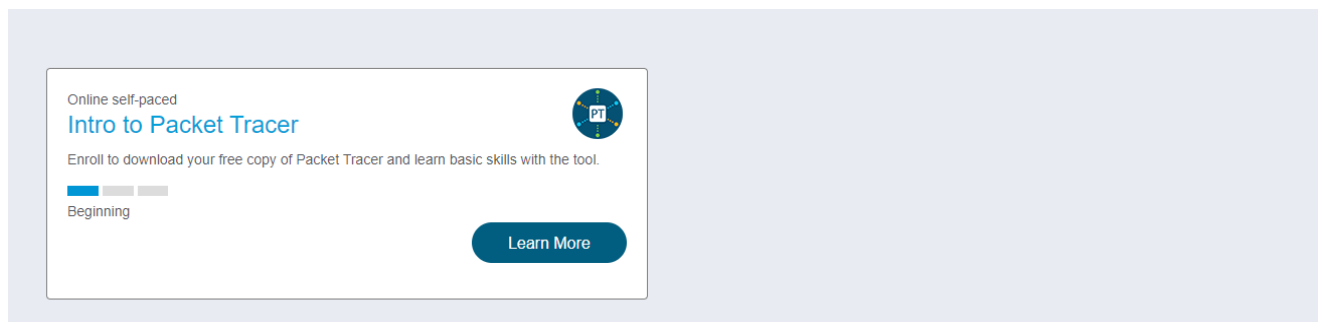 Online self-paced
Intro to Packet Tracer
PT
Enroll to download your free copy of Packet Tracer and learn basic skills with the tool.
Beginning
Learn More